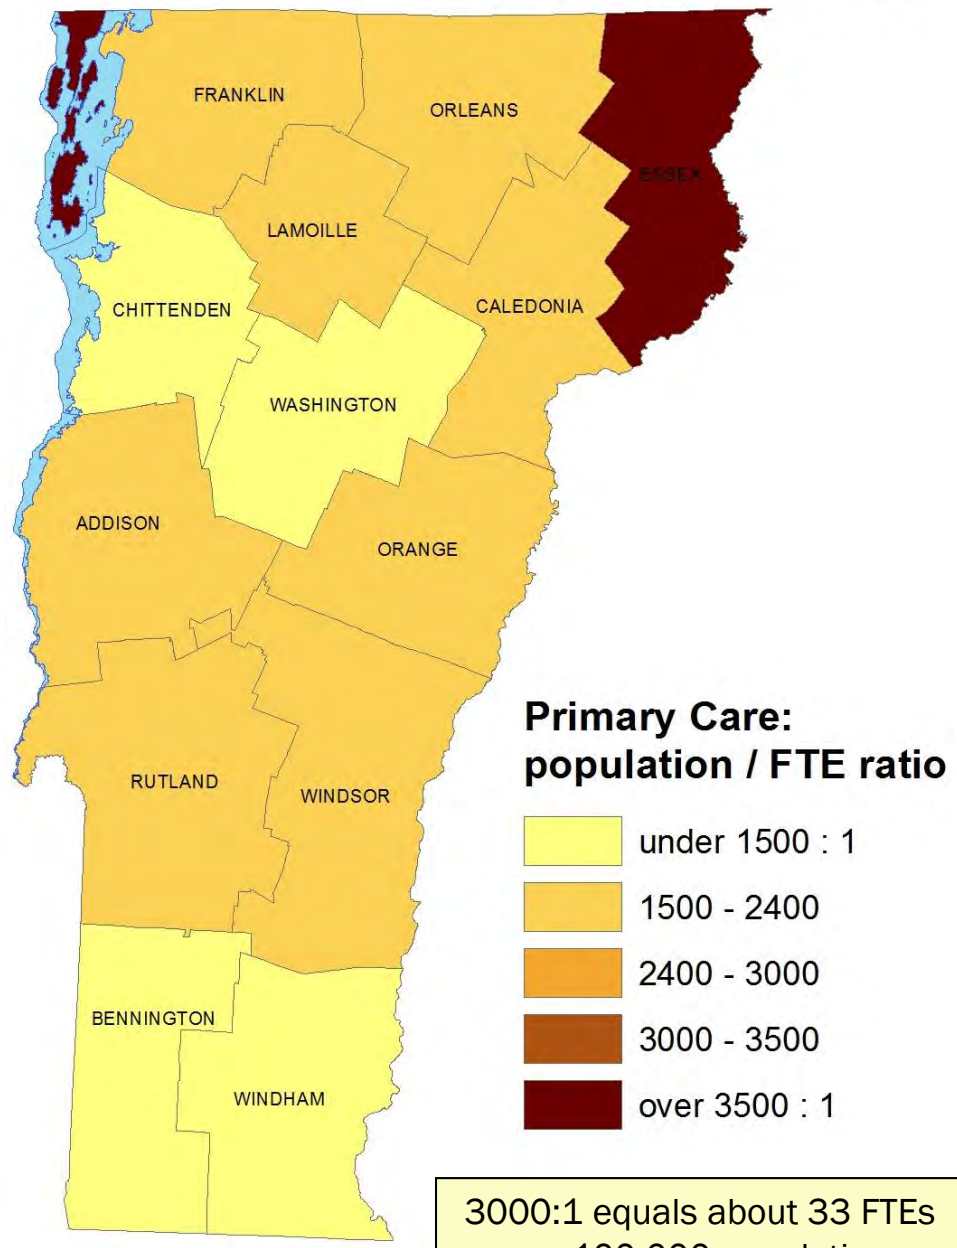 FRANKLIN
ORLEANS
ESSEX
LAMOILLE
CHITTENDEN
CALEDONIA
WASHINGTON
ADDISON
ORANGE
RUTLAND
WINDSOR
BENNINGTON
WINDHAM
Primary Care:
population / FTE ratio
under 1500 : 1
1500 - 2400
2400 - 3000
3000 - 3500
over 3500 : 1
3000:1 equals about 33 FTEs